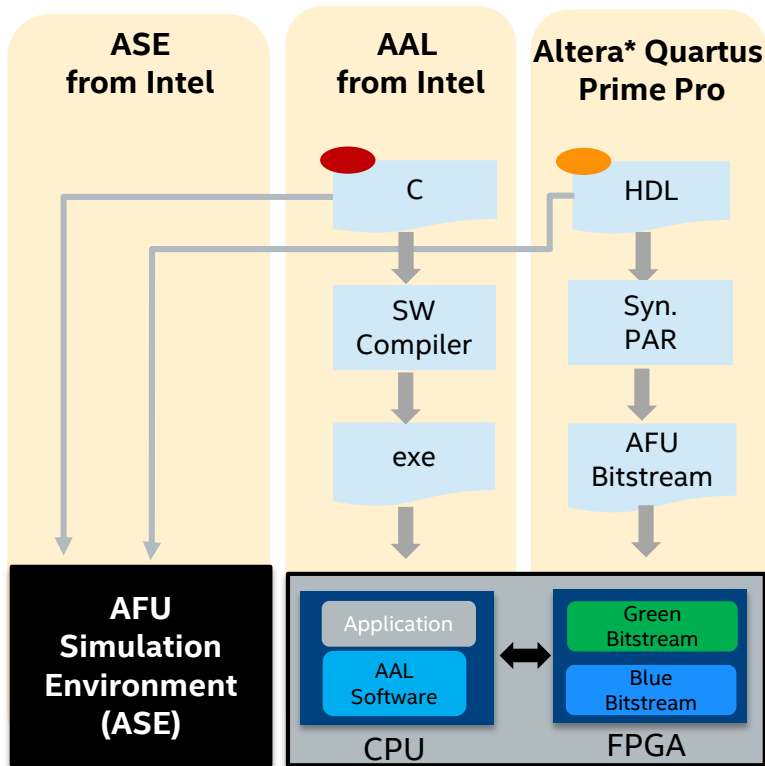 ASE
from Intel
AAL
from Intel
Altera* Quartus
Prime Pro
C
HDL
SW
Compiler
Syn.
PAR
exe
AFU
Bitstream
AFU
Simulation
Environment
(ASE)
Application
AAL
Software
CPU
Green
Bitstream
Blue
Bitstream
FPGA